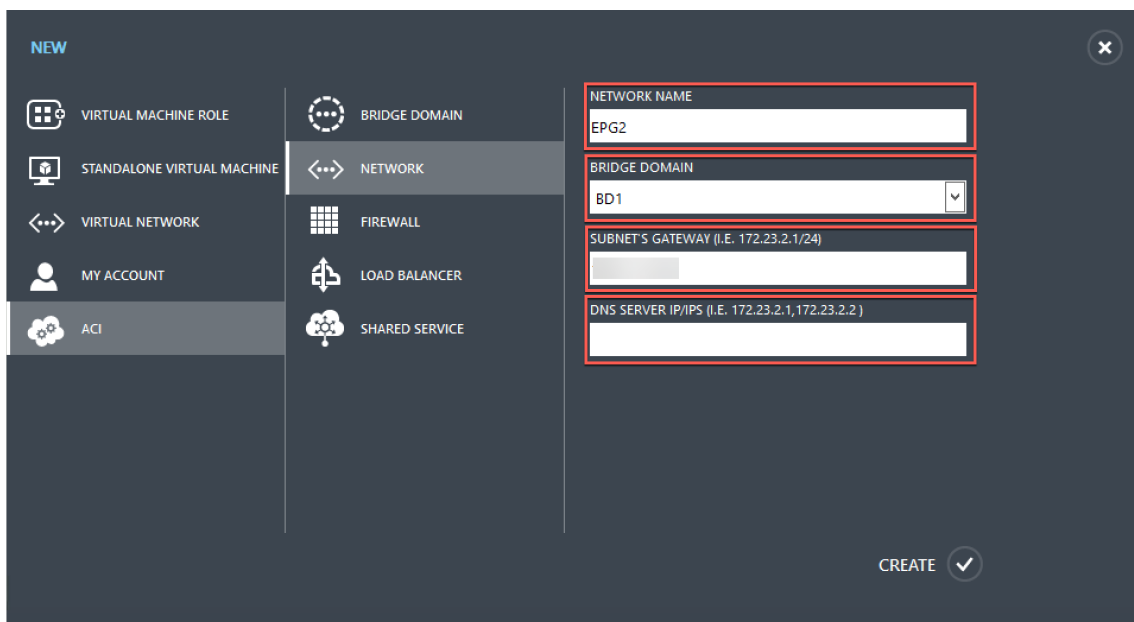 NEW
VIRTUAL MACHINE ROLE
STANDALONE VIRTUAL MACHINE
VIRTUAL NETWORK
MY ACCOUNT
ACI
BRIDGE DOMAIN
NETWORK
FIREWALL
LOAD BALANCER
SHARED SERVICE
NETWORK NAME
EPG2
BRIDGE DOMAIN
BD1
SUBNET'S GATEWAY (I.E. 172.23.2.1/24)
DNS SERVER IP/IPS (I.E. 172.23.2.1,172.23.2.2 )
CREATE